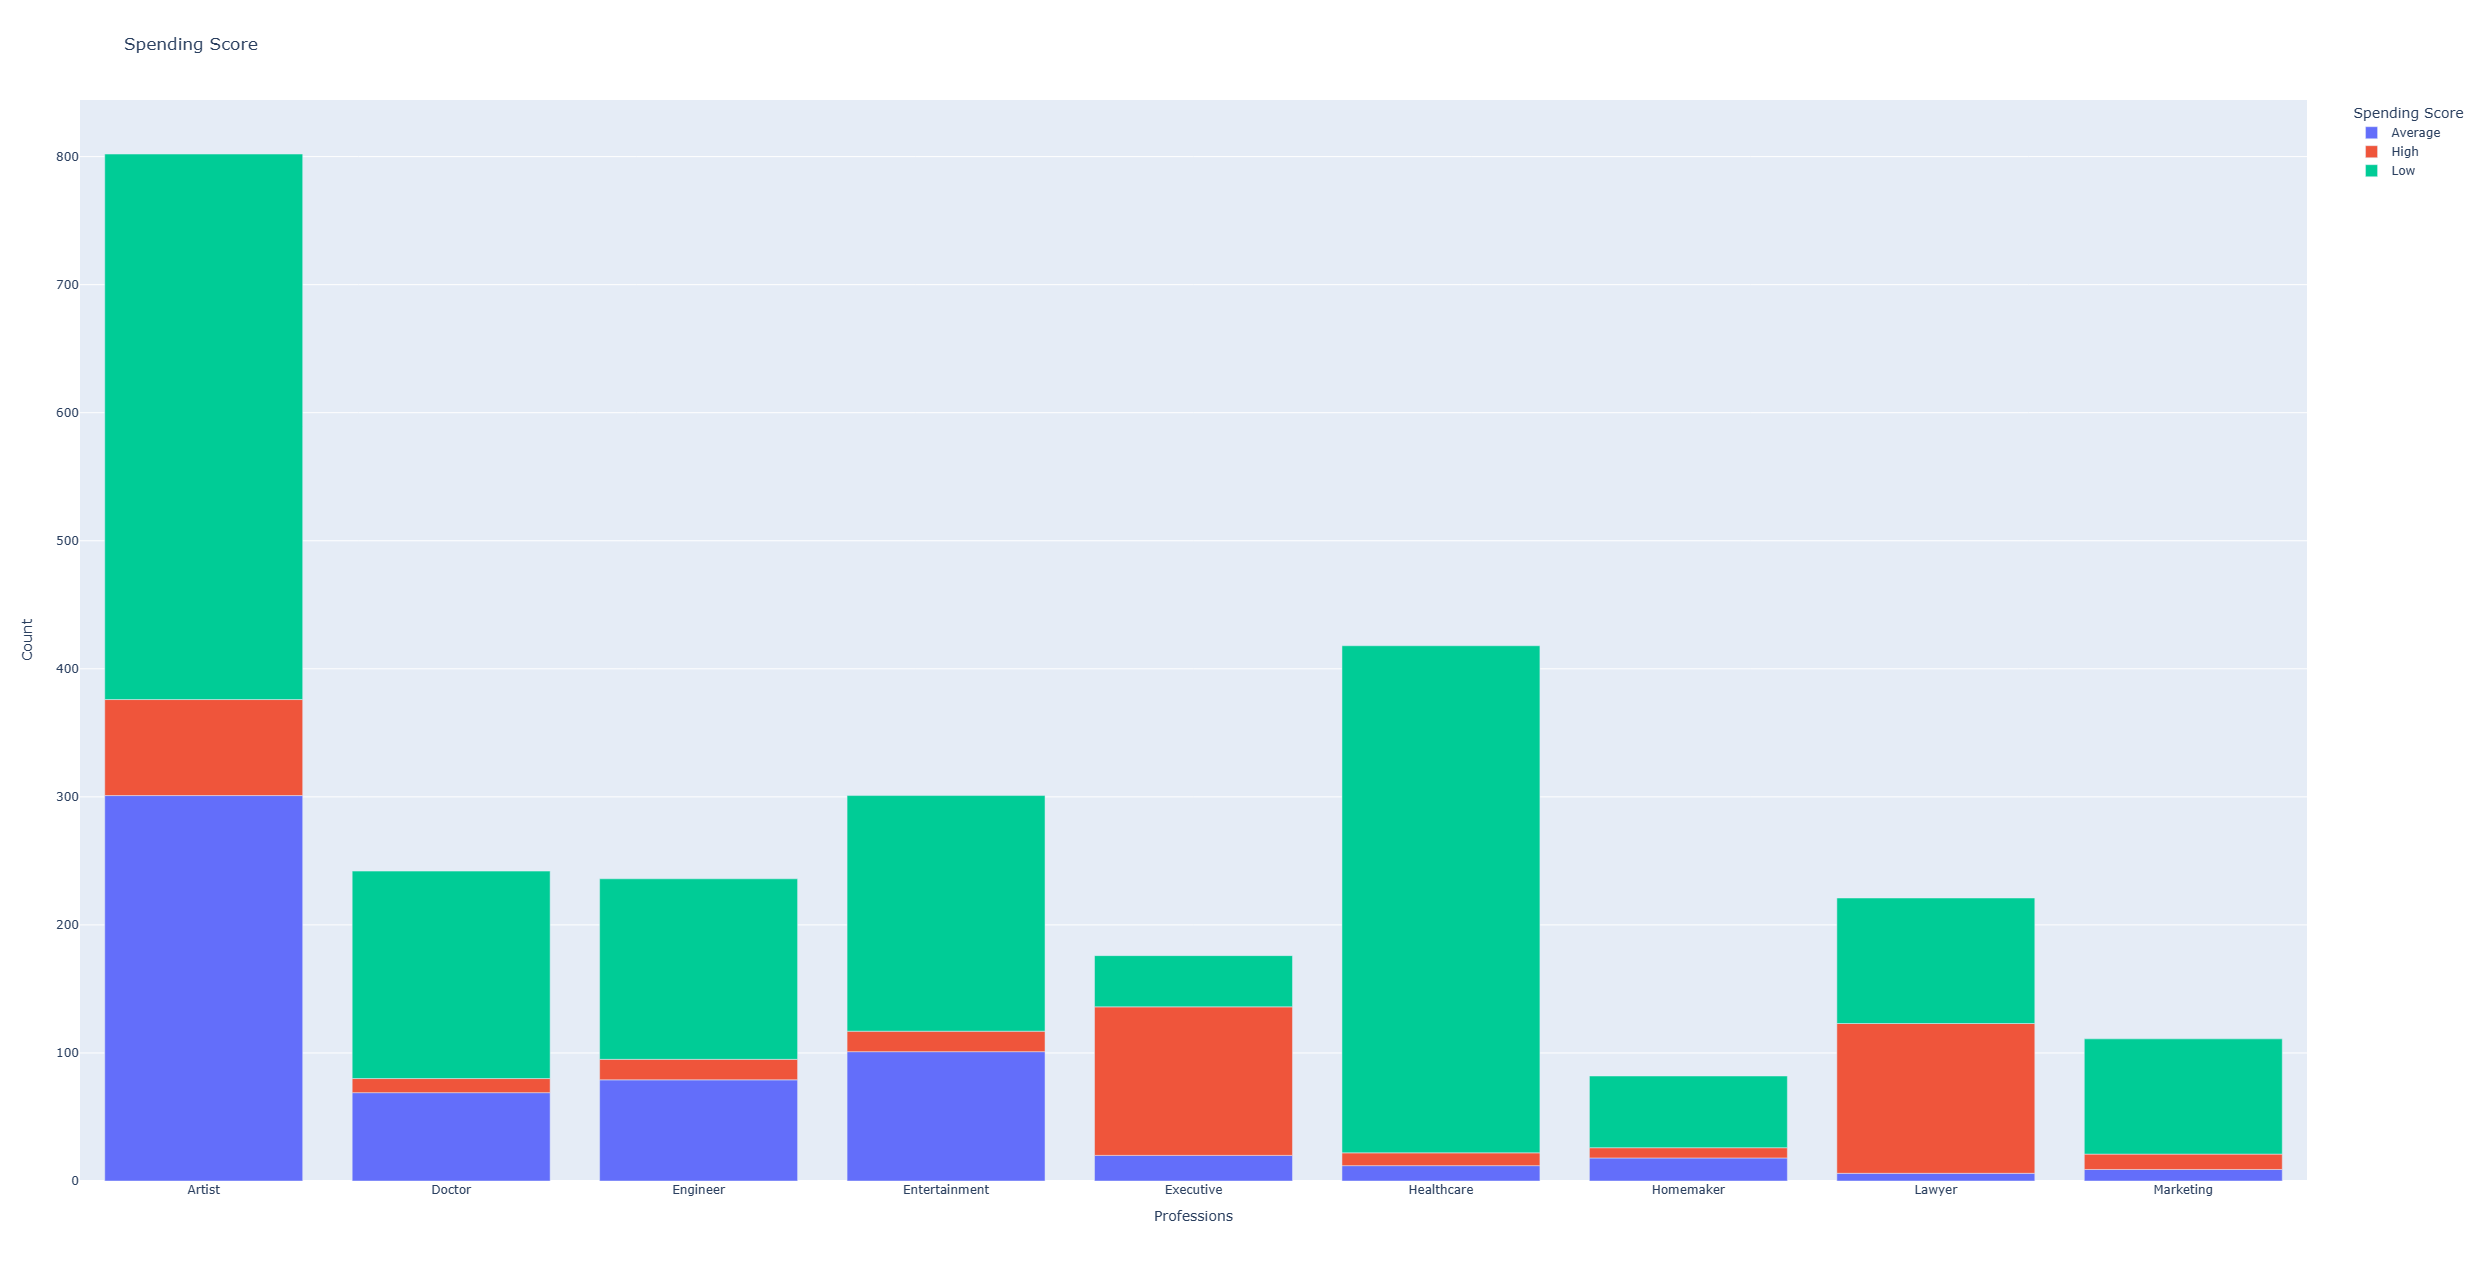 Spending Score
Spending Score
Average
High
Low
800
700
600
500
400
300
200
100
0
Count
Artist Doctor Engineer Entertainment Executive Healthcare Homemaker Lawyer Marketing
Professions